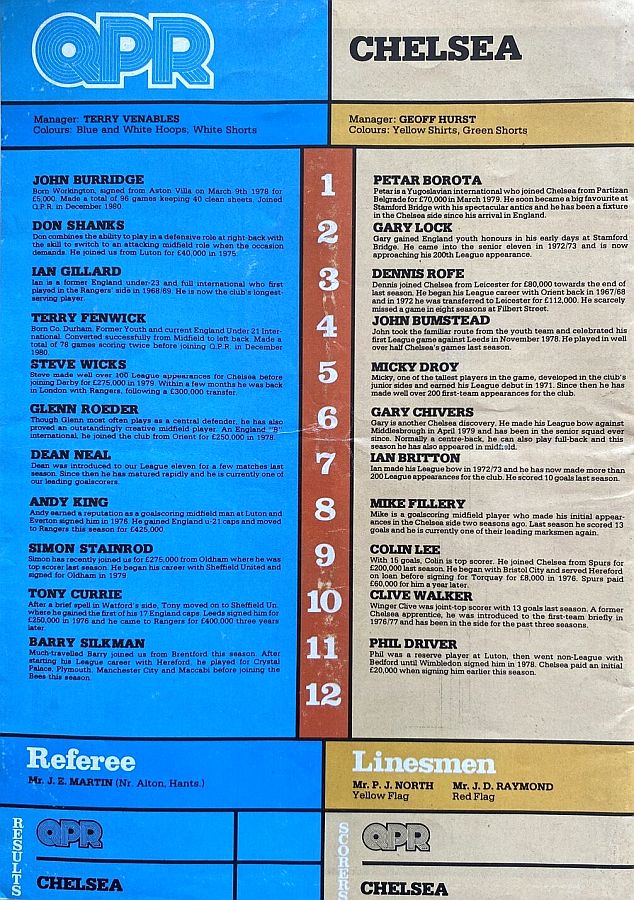 QPR
Manager: TERRY VENABLES
Colours: Blue and White Hoops, White Shorts
CHELSEA
Manager: GEOFF HURST
Colours: Yellow Shirts, Green Shorts
JOHN BURRIDGE
Born Workington, signed from Aston Villa on March 9th 1978 for
£5,000. Made a total of 96 games keeping 40 clean sheets. Joined
Q.P.R. in December 1980.
DON SHANKS
Don combines the ability to play in a defensive role at right-back with
the skill to switch to an attacking midfield role when the occasion
demands. He joined us from Luton for £40,000 in 1975.
IAN GILLARD
Ian is a former England under-23 and full international who first
played in the Rangers' side in 1968/69. He is now the club's longest-
serving player.
TERRY FENWICK
Born Co. Durham. Former Youth and current England Under 21 Inter-
national. Converted successfully from Midfield to left back. Made a
total of 78 games scoring twice before joining Q.P.R. in December
1980.
STEVE WICKS
Steve made well over 100 League appearances for Chelsea before
joining Derby for £275,000 in 1979. Within a few months he was back
in London with Rangers, following a £300,000 transfer.
GLENN ROEDER
Though Glenn most often plays as a central defender, he has also
proved an outstandingly creative midfield player. An England "B"
international, he joined the club from Orient for £250,000 in 1978.
DEAN NEAL
Dean was introduced to our League eleven for a few matches last
season. Since then he has matured rapidly and he is currently one of
our leading goalscorers.
ANDY KING
Andy earned a reputation as a goalscoring midfield man at Luton and
Everton signed him in 1976. He gained England u-21 caps and moved
to Rangers this season for £425,000.
SIMON STAINROD
Simon has recently joined us for £275,000 from Oldham where he was
top scorer last season. He began his career with Sheffield United and
signed for Oldham in 1979
TONY CURRIE
After a brief spell in Watford's side, Tony moved on to Sheffield Un.
where he gained the first of his 17 England caps. Leeds signed him for
£250,000 in 1976 and he came to Rangers for £400,000 three years
later.
BARRY SILKMAN
Much-travelled Barry joined us from Brentford this season. After
starting his League career with Hereford, he played for Crystal
Palace, Plymouth, Manchester City and Maccabi before joining the
Bees this season.
1
2
3
4
5
6
7
8
9
10
11
12
PETAR BOROTA
Petar is a Yugoslavian international who joined Chelsea from Partizan
Belgrade for £70,000 in March 1979. He soon became a big favourite at
Stamford Bridge with his spectacular antics and he has been a fixture
in the Chelsea side since his arrival in England.
GARY LOCK
Gary gained England youth honours in his early days at Stamford
Bridge. He came into the senior eleven in 1972/73 and is now
approaching his 200th League appearance.
DENNIS ROFE
Dennis joined Chelsea from Leicester for £80,000 towards the end of
last season. He began his League career with Orient back in 1967/68
and in 1972 he was transferred to Leicester for £112,000. He scarcely
missed a game in eight seasons at Filbert Street.
JOHN BUMSTEAD
John took the familiar route from the youth team and celebrated his
first League game against Leeds in November 1978. He played in well
over half Chelsea's games last season.
MICKY DROY
Micky, one of the tallest players in the game, developed in the club's
junior sides and earned his League debut in 1971. Since then he has
made well over 200 first-team appearances for the club.
GARY CHIVERS
Gary is another Chelsea discovery. He made his League bow against
Middlesbrough in April 1979 and has been in the senior squad ever
since. Normally a centre-back, he can also play full-back and this
season he has also appeared in midfield.
IAN BRITTON
Ian made his League bow in 1972/73 and he has now made more than
200 League appearances for the club. He scored 10 goals last season.
MIKE FILLERY
Mike is a goalscoring midfield player who made his initial appear-
ances in the Chelsea side two seasons ago. Last season he scored 13
goals and he is currently one of their leading marksmen again.
COLIN LEE
With 15 goals, Colin is top scorer. He joined Chelsea from Spurs for
£200,000 last season. He began with Bristol City and served Hereford
on loan before signing for Torquay for £8,000 in 1976. Spurs paid
£60,000 for him a year later.
CLIVE WALKER
Winger Clive was joint-top scorer with 13 goals last season. A former
Chelsea apprentice, he was introduced to the first-team briefly in
1976/77 and has been in the side for the past three seasons.
PHIL DRIVER
Phil was a reserve player at Luton, then went non-League with
Bedford until Wimbledon signed him in 1978. Chelsea paid an initial
£20,000 when signing him earlier this season.
Referee
Mr. J. E. MARTIN (Nr. Alton, Hants.)
Linesmen
Mr. P. J. NORTH Mr. J. D. RAYMOND
Yellow Flag Red Flag
RESULTS
QPR
CHELSEA
SCORERS
QPR
CHELSEA